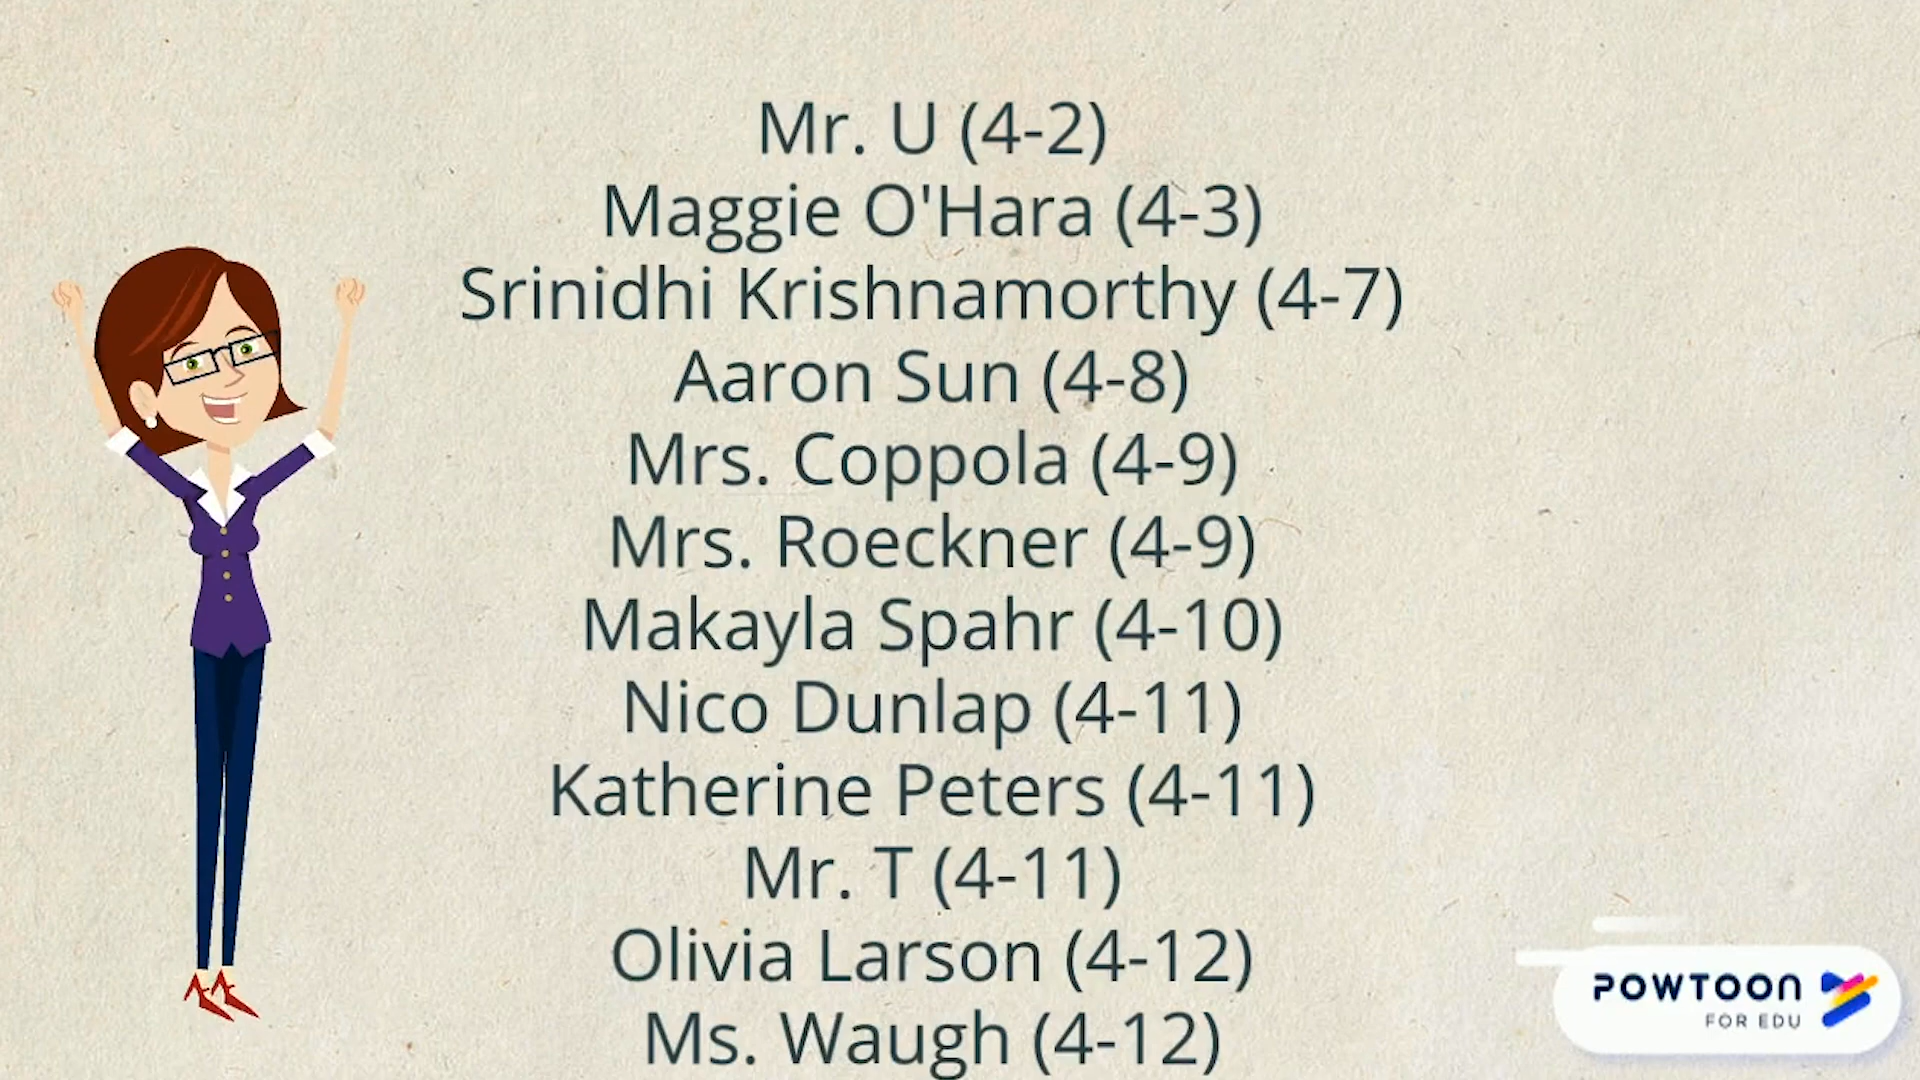 Mr. U (4-2)
Maggie O'Hara (4-3)
Srinidhi Krishnamorthy (4-7)
Aaron Sun (4-8)
Mrs. Coppola (4-9)
Mrs. Roeckner (4-9)
Makayla Spahr (4-10)
Nico Dunlap (4-11)
Katherine Peters (4-11)
Mr. T (4-11)
Olivia Larson (4-12)
Ms. Waugh (4-12)
POWTOON
FOR EDU